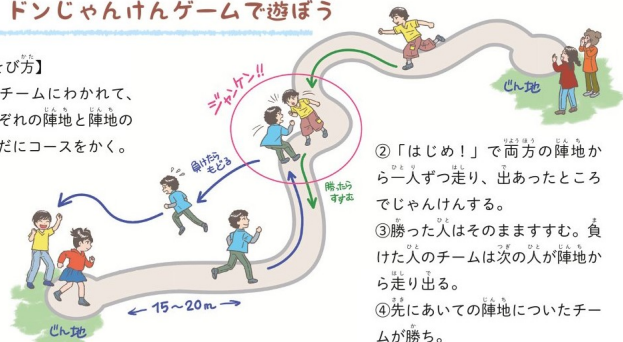 ドンじゃんけんゲームで遊ぼう
び方】
チームにわかれて、
ぞれの陣地と陣地の
だにコースをかく。
ジャンケン!!
負けたら
もどる
勝ったら
すすむ
じん地
じん地
15〜20m
②「はじめ！」で両方の陣地か
ら一人ずつ走り、出あったところ
でじゃんけんする。
③勝った人はそのまますすむ。負
けた人のチームは次の人が陣地か
ら走り出る。
④先にあいての陣地についたチー
ムが勝ち。